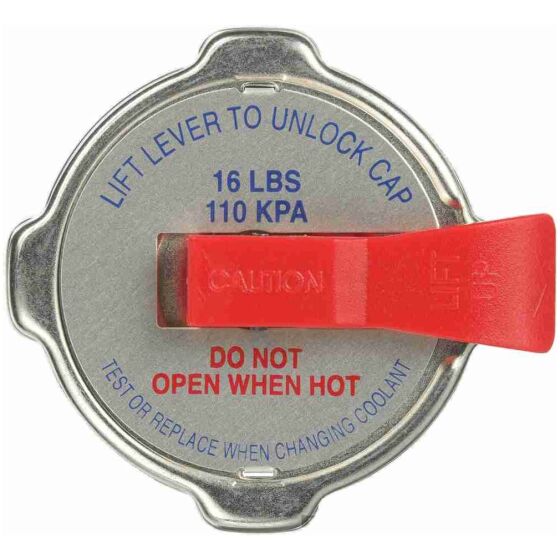 LIFT LEVER TO UNLOCK CAP
16 LBS
110 KPA
CAUTION
LIFT
UP
DO NOT
OPEN WHEN HOT
TEST OR REPLACE WHEN CHANGING COOLANT